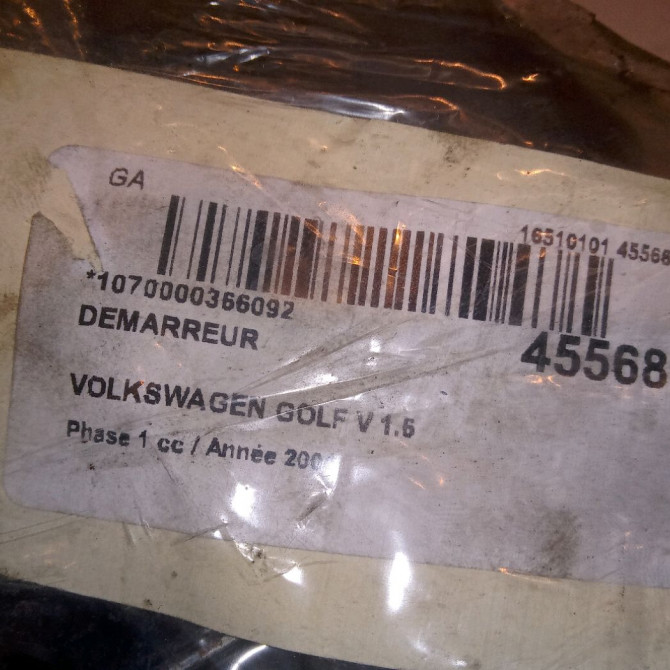 GA
16510101 45568
*1070000366092
DEMARREUR
45568
VOLKSWAGEN GOLF V 1.6
Phase 1 cc / Année